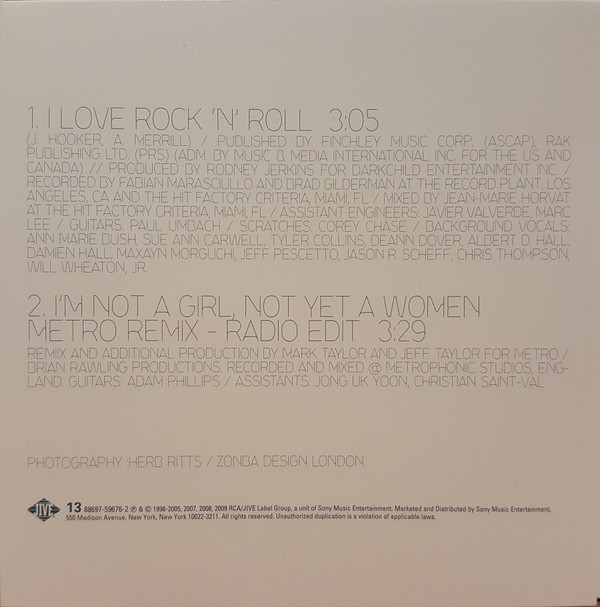 1. I LOVE ROCK 'N' ROLL 3:05
(J. HOOKER, A. MERRILL) / PUBLISHED BY FINCHLEY MUSIC CORP. (ASCAP), RAK
PUBLISHING LTD. (PRS) (ADM. BY MUSIC & MEDIA INTERNATIONAL INC. FOR THE US AND
CANADA) // PRODUCED BY RODNEY JERKINS FOR DARKCHILD ENTERTAINMENT INC /
RECORDED BY FABIAN MARASCIULLO AND BRAD GILDERMAN AT THE RECORD PLANT, LOS
ANGELES, CA AND THE HIT FACTORY CRITERIA, MIAMI, FL / MIXED BY JEAN-MARIE HORVAT
AT THE HIT FACTORY CRITERIA, MIAMI, FL / ASSISTANT ENGINEERS: JAVIER VALVERDE, MARC
LEE / GUITARS: PAUL UMBACH / SCRATCHES: COREY CHASE / BACKGROUND VOCALS:
ANN MARIE BUSH, SUE ANN CARWELL, TYLER COLLINS, DEANN DOVER, ALBERT D. HALL,
DAMIEN HALL, MAXAYN MORGUCHI, JEFF PESCETTO, JASON R. SCHEFF, CHRIS THOMPSON,
WILL WHEATON, JR.
2. I'M NOT A GIRL, NOT YET A WOMEN
METRO REMIX - RADIO EDIT 3:29
REMIX AND ADDITIONAL PRODUCTION BY MARK TAYLOR AND JEFF TAYLOR FOR METRO /
BRIAN RAWLING PRODUCTIONS. RECORDED AND MIXED @ METROPHONIC STUDIOS, ENG-
LAND. GUITARS: ADAM PHILLIPS / ASSISTANTS: JONG UK YOON, CHRISTIAN SAINT-VAL
PHOTOGRAPHY :HERB RITTS / ZOMBA DESIGN LONDON
JIVE 13 88697-59676-2 ℗ & © 1998-2005, 2007, 2008, 2009 RCA/JIVE Label Group, a unit of Sony Music Entertainment. Marketed and Distributed by Sony Music Entertainment,
550 Madison Avenue, New York, New York 10022-3211. All rights reserved. Unauthorized duplication is a violation of applicable laws.